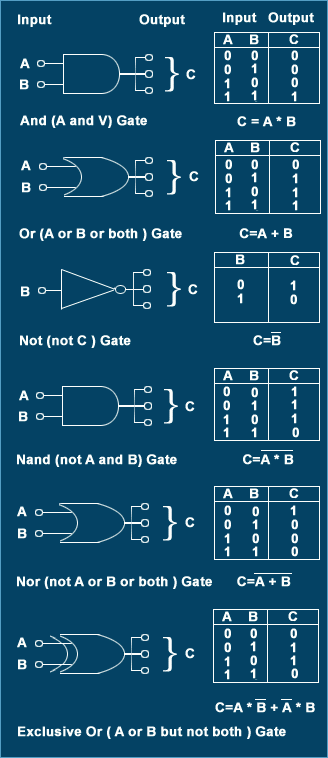 Input Output Input Output
A B } C
A B C
0 0 0
0 1 0
1 0 0
1 1 1
And (A and V) Gate C = A * B
A B } C
A B C
0 0 0
0 1 1
1 0 1
1 1 1
Or (A or B or both ) Gate C=A + B
B } C
B C
0 1
1 0
Not (not C ) Gate C=B̅
A B } C
A B C
0 0 1
0 1 1
1 0 1
1 1 0
Nand (not A and B) Gate C=A̅ ̅*̅ ̅B̅
A B } C
A B C
0 0 1
0 1 0
1 0 0
1 1 0
Nor (not A or B or both ) Gate C=A̅ ̅+̅ ̅B̅
A B } C
A B C
0 0 0
0 1 1
1 0 1
1 1 0
C=A * B̅ + A̅ * B
Exclusive Or ( A or B but not both ) Gate